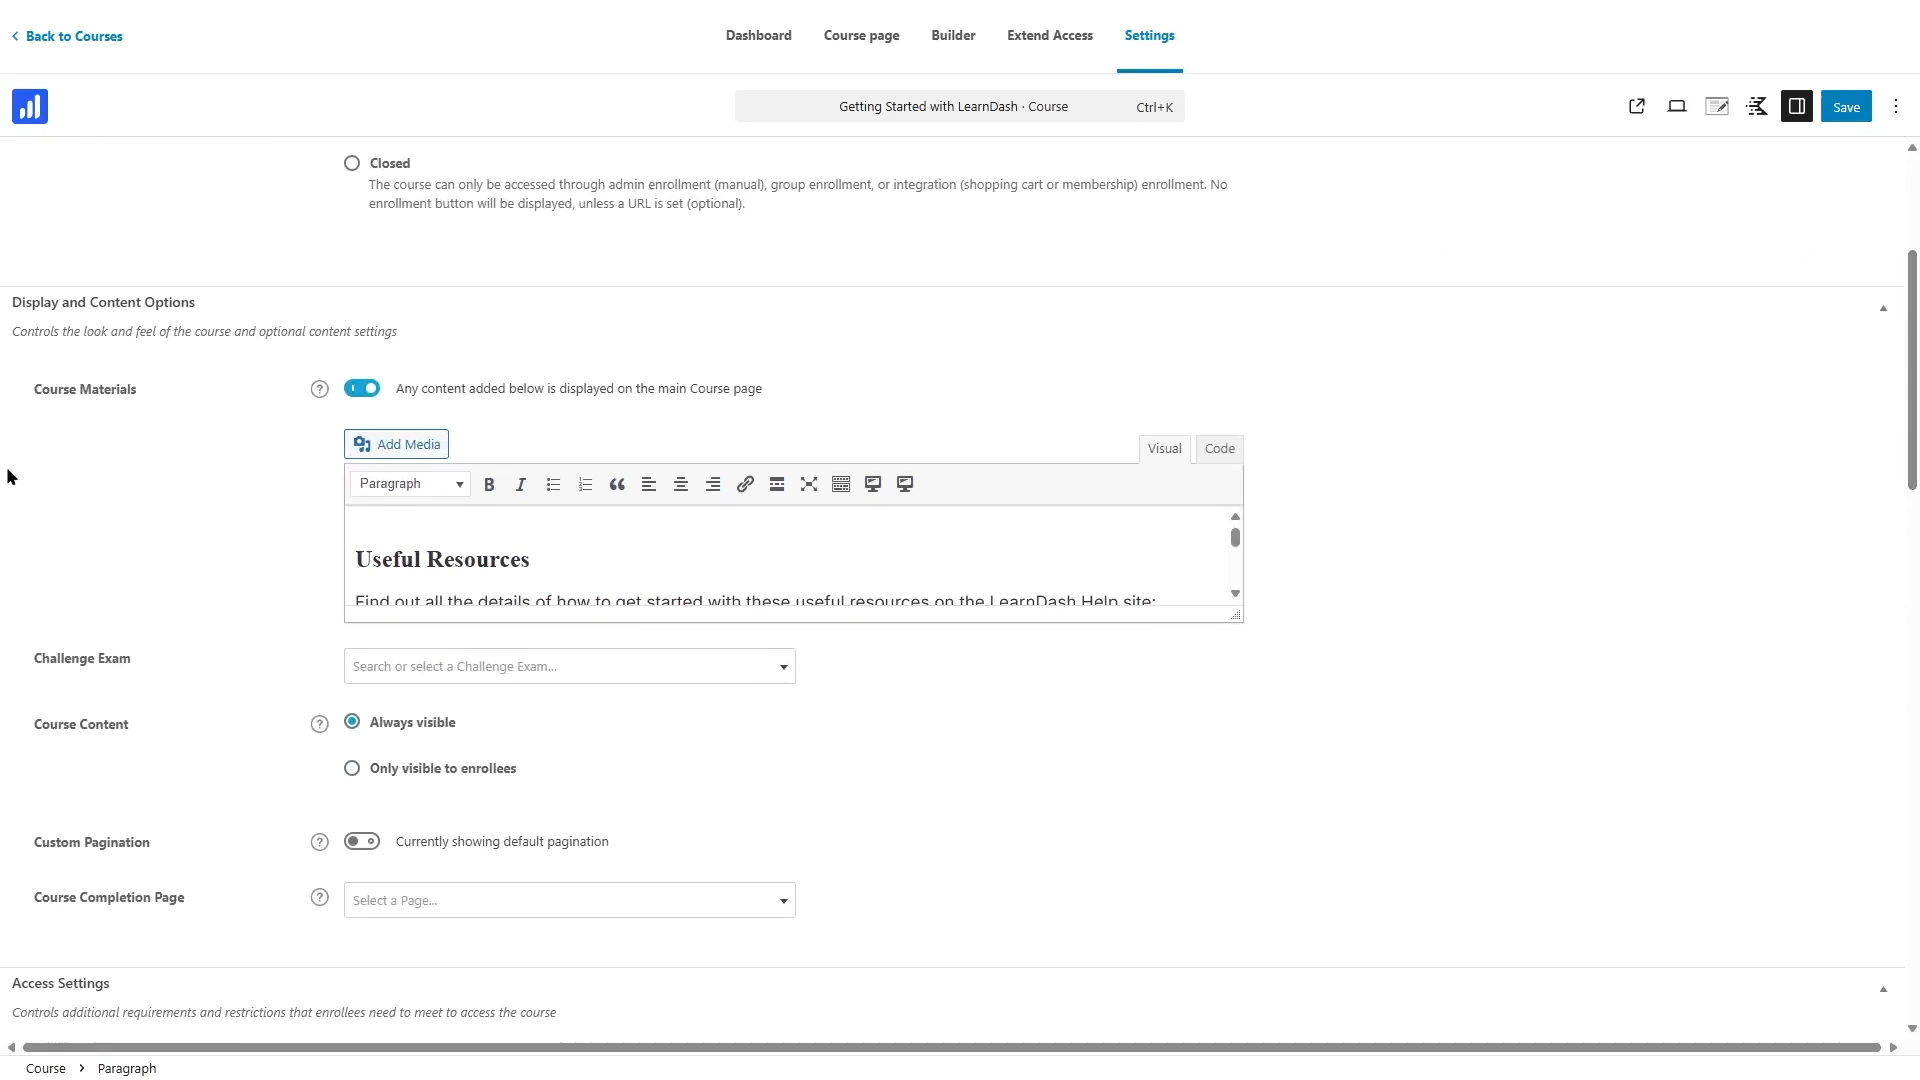 Back to Courses
Dashboard
Course page
Builder
Extend Access
Settings
Getting Started with LearnDash · Course
Ctrl+K
Save
Closed
The course can only be accessed through admin enrollment (manual), group enrollment, or integration (shopping cart or membership) enrollment. No
enrollment button will be displayed, unless a URL is set (optional).
Display and Content Options
Controls the look and feel of the course and optional content settings
Course Materials
Any content added below is displayed on the main Course page
Add Media
Visual
Code
Paragraph
Useful Resources
Find out all the details of how to get started with these useful resources on the LearnDash Help site:
Challenge Exam
Search or select a Challenge Exam...
Course Content
Always visible
Only visible to enrollees
Custom Pagination
Currently showing default pagination
Course Completion Page
Select a Page...
Access Settings
Controls additional requirements and restrictions that enrollees need to meet to access the course
Course
Paragraph